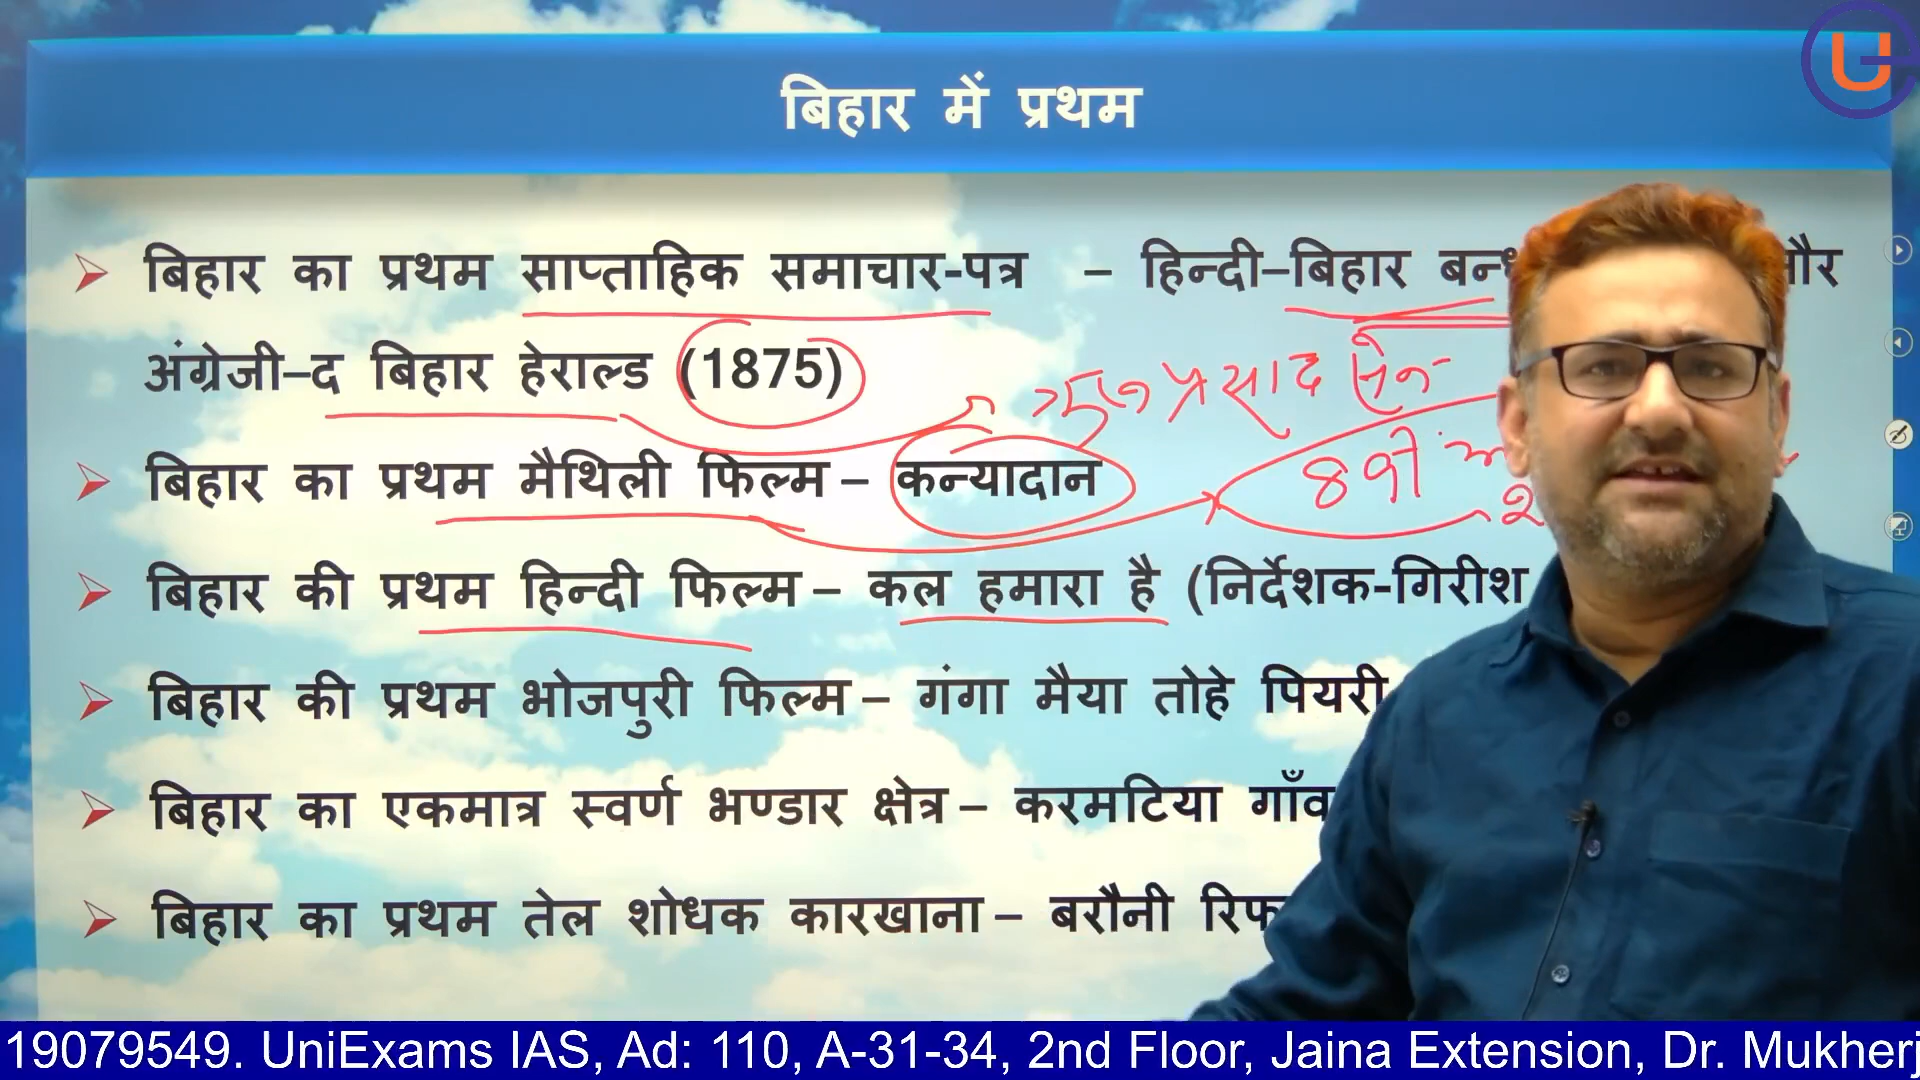 बिहार में प्रथम
बिहार का प्रथम साप्ताहिक समाचार-पत्र – हिन्दी–बिहार
अंग्रेजी–द बिहार हेराल्ड (1875)
प्रसाद सेन
बिहार का प्रथम मैथिली फिल्म – कन्यादान
8वीं
बिहार की प्रथम हिन्दी फिल्म – कल हमारा है (निर्देशक-गिरीश
बिहार की प्रथम भोजपुरी फिल्म – गंगा मैया तोहे पियरी
बिहार का एकमात्र स्वर्ण भण्डार क्षेत्र – करमटिया गाँव
बिहार का प्रथम तेल शोधक कारखाना – बरौनी
19079549. UniExams IAS, Ad: 110, A-31-34, 2nd Floor, Jaina Extension, Dr. Mukherj